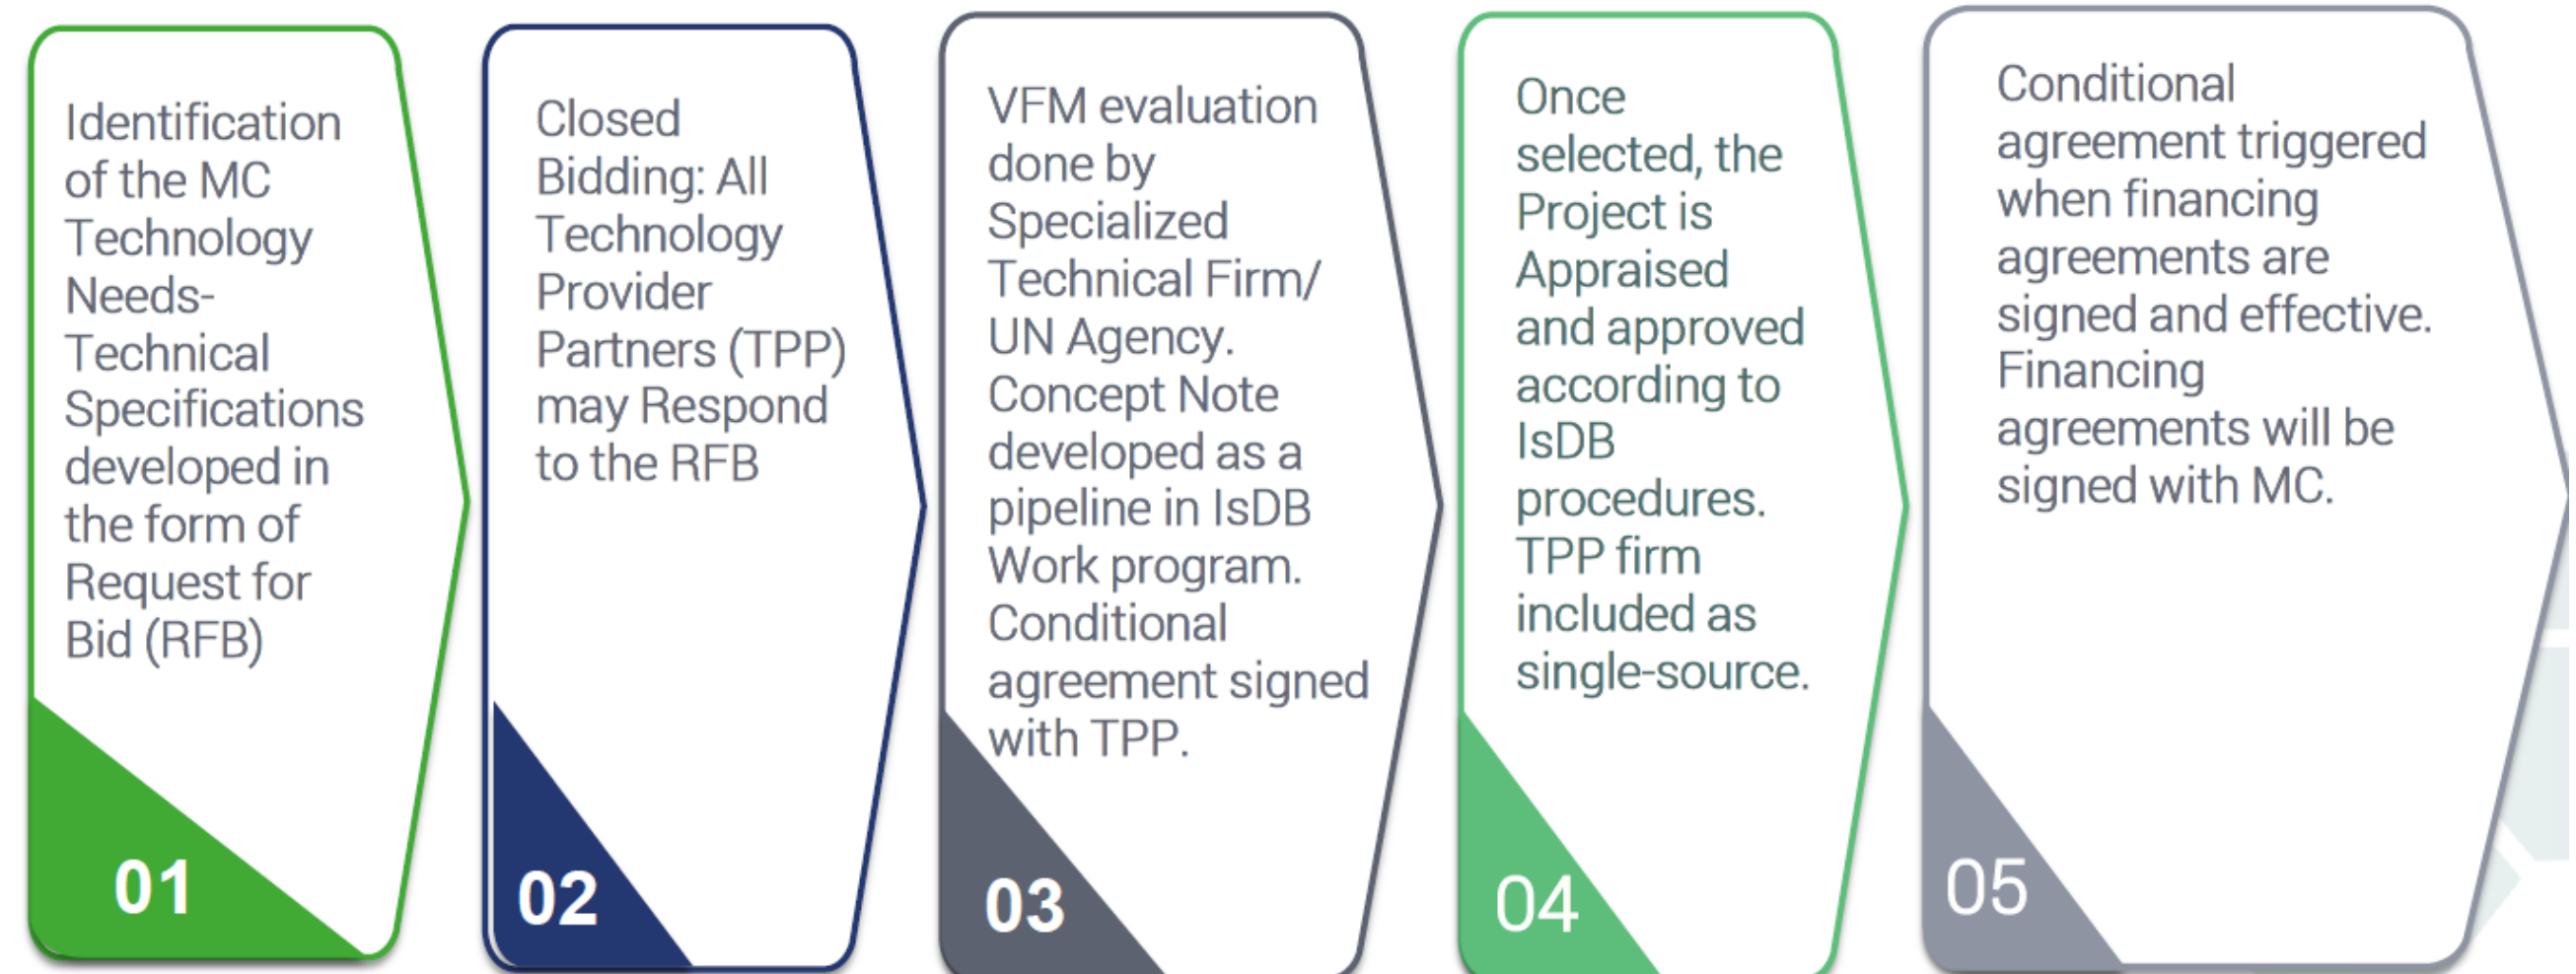 Identification
of the MC
Technology
Needs-
Technical
Specifications
developed in
the form of
Request for
Bid (RFB)
01
Closed
Bidding: All
Technology
Provider
Partners (TPP)
may Respond
to the RFB
02
VFM evaluation
done by
Specialized
Technical Firm/
UN Agency.
Concept Note
developed as a
pipeline in IsDB
Work program.
Conditional
agreement signed
with TPP.
03
Once
selected, the
Project is
Appraised
and approved
according to
IsDB
procedures.
TPP firm
included as
single-source.
04
Conditional
agreement triggered
when financing
agreements are
signed and effective.
Financing
agreements will be
signed with MC.
05